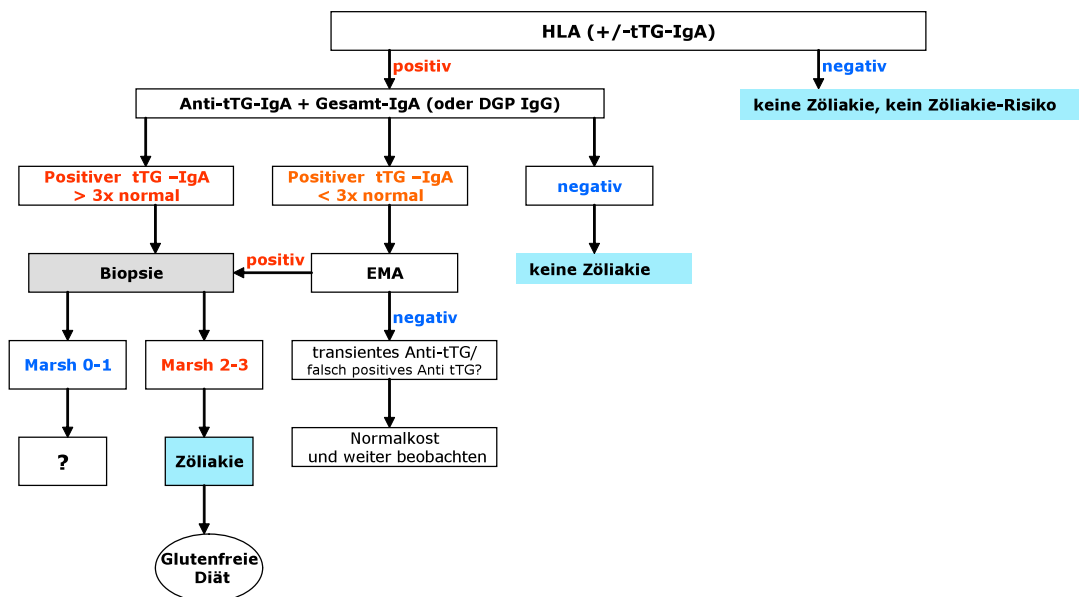 HLA (+/-tTG-IgA)
positiv
negativ
Anti-tTG-IgA + Gesamt-IgA (oder DGP IgG)
keine Zöliakie, kein Zöliakie-Risiko
Positiver tTG –IgA
> 3x normal
Positiver tTG –IgA
< 3x normal
negativ
Biopsie
positiv
EMA
keine Zöliakie
negativ
Marsh 0-1
Marsh 2-3
transientes Anti-tTG/
falsch positives Anti tTG?
?
Zöliakie
Normalkost
und weiter beobachten
Glutenfreie
Diät